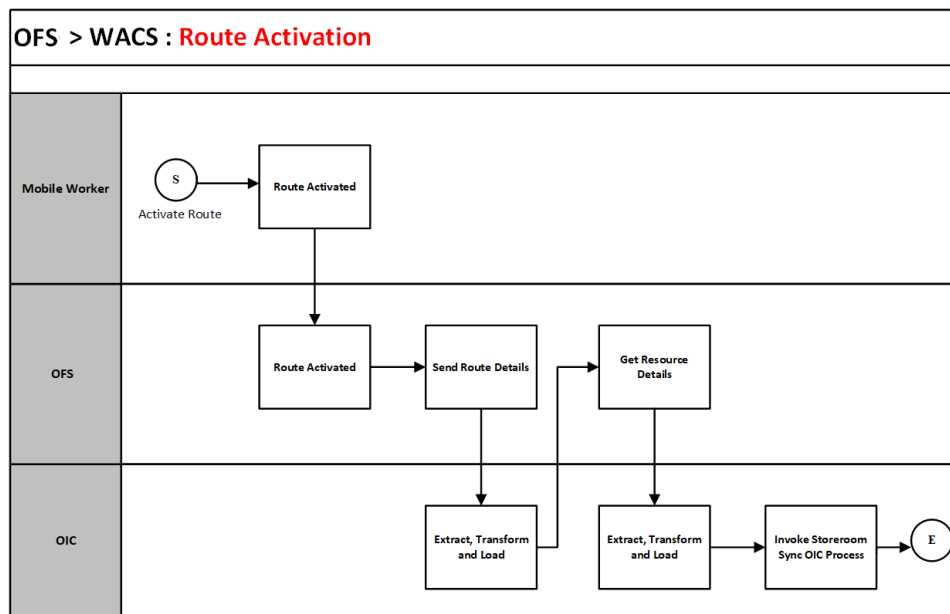 OFS > WACS : Route Activation
Mobile Worker
S
Activate Route
Route Activated
OFS
Route Activated
Send Route Details
Get Resource
Details
OIC
Extract, Transform
and Load
Extract, Transform
and Load
Invoke Storeroom
Sync OIC Process
E